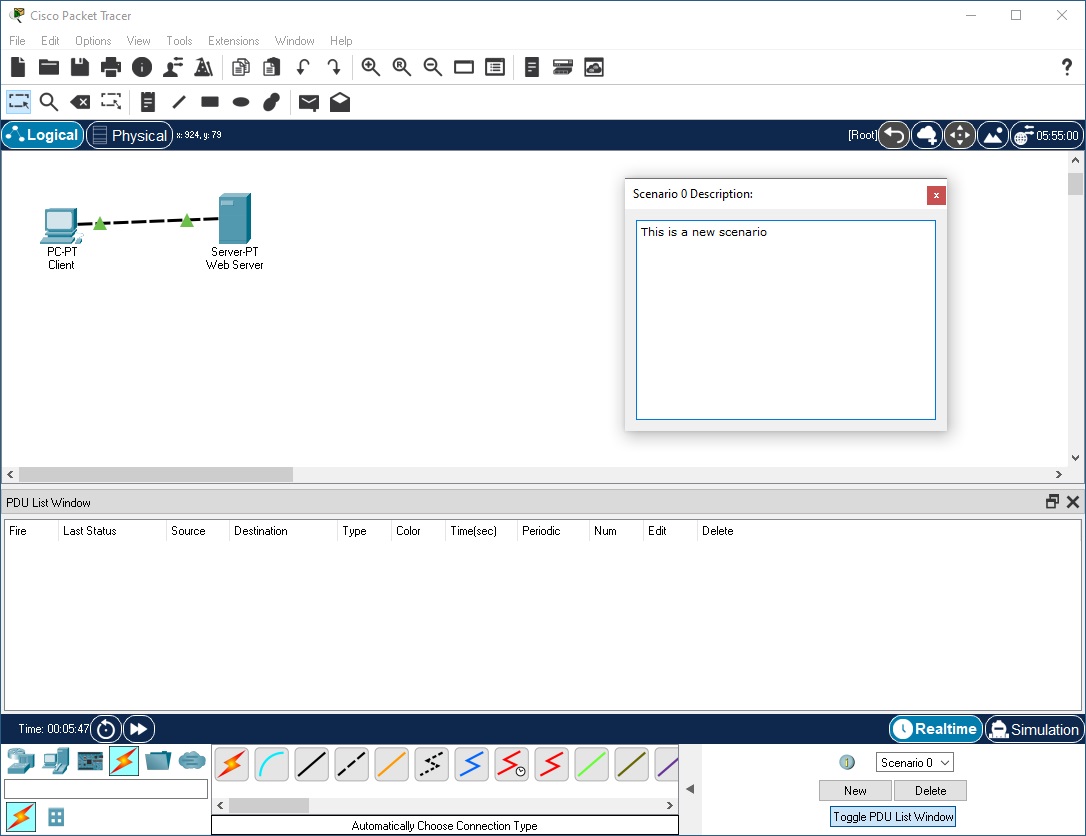 Cisco Packet Tracer
File Edit Options View Tools Extensions Window Help
Logical Physical x: 924, y: 79 [Root] 05:55:00
Scenario 0 Description: x
This is a new scenario
PC-PT
Client
Server-PT
Web Server
PDU List Window
Fire Last Status Source Destination Type Color Time(sec) Periodic Num Edit Delete
Time: 00:05:47 Realtime Simulation
Scenario 0
New Delete
Toggle PDU List Window
Automatically Choose Connection Type